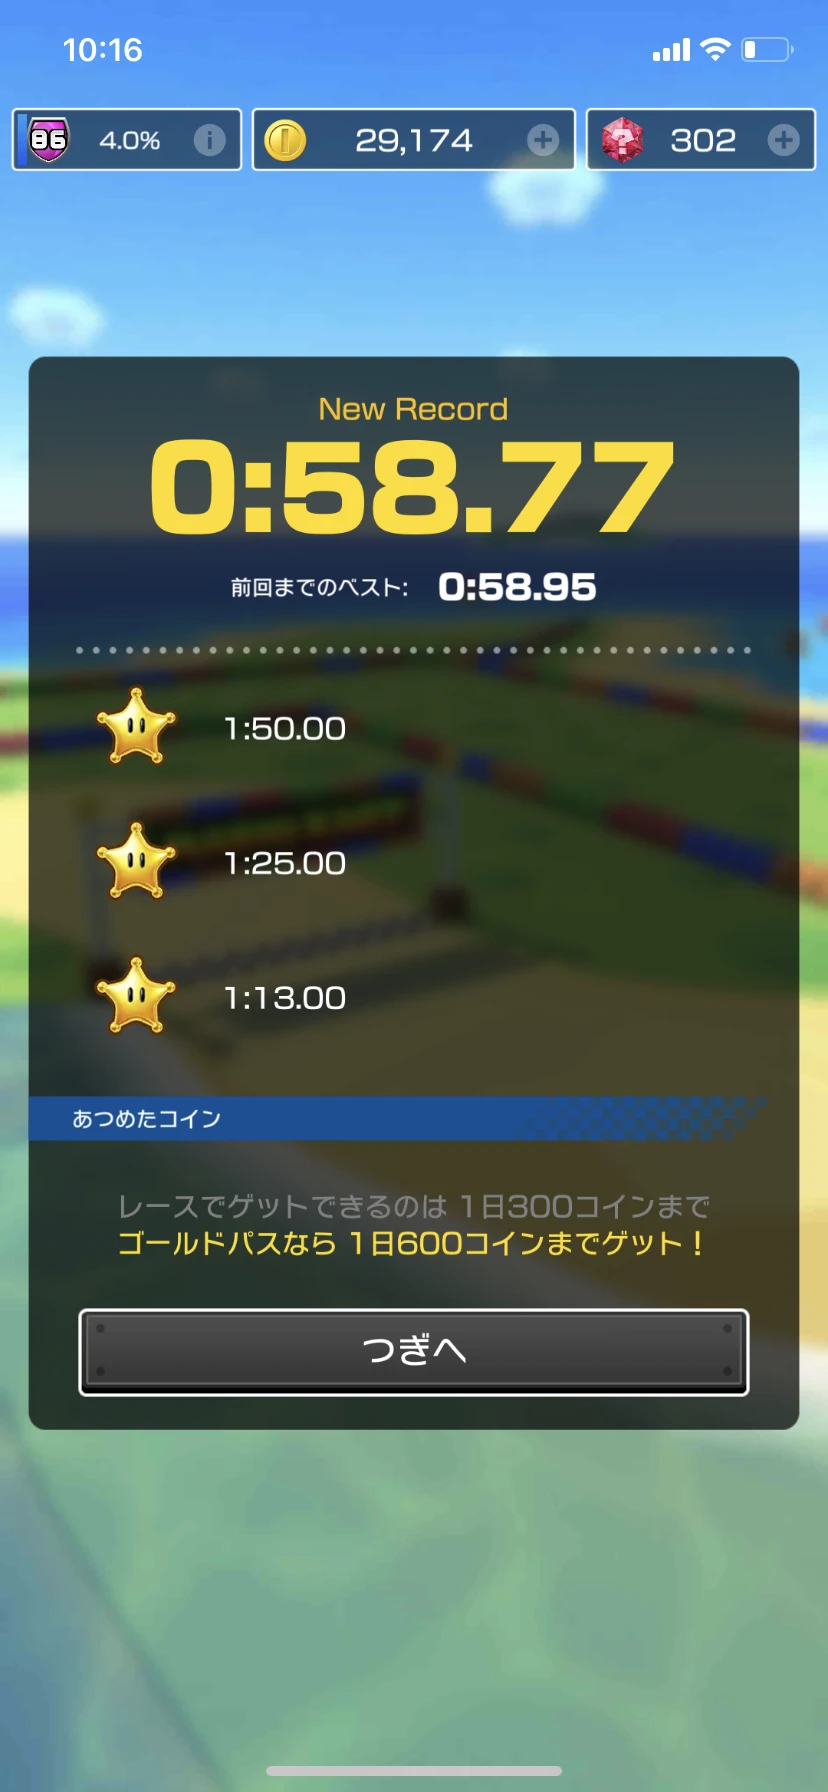 10:16
86 4.0% i 29,174 + ? 302 +
New Record
0:58.77
前回までのベスト: 0:58.95
1:50.00
1:25.00
1:13.00
あつめたコイン
レースでゲットできるのは 1日300コインまで
ゴールドパスなら 1日600コインまでゲット！
つぎへ